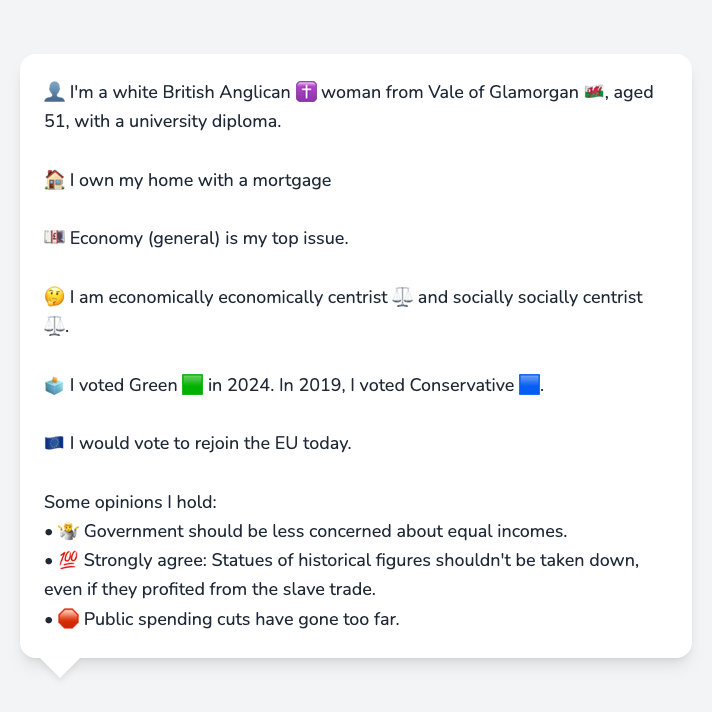 👤 I'm a white British Anglican ✝️ woman from Vale of Glamorgan 🏴󠁧󠁢󠁷󠁬󠁳󠁿, aged
51, with a university diploma.
🏠 I own my home with a mortgage
💷 Economy (general) is my top issue.
🤔 I am economically economically centrist ⚖️ and socially socially centrist
⚖️.
🗳️ I voted Green 🟩 in 2024. In 2019, I voted Conservative 🟦.
🇪🇺 I would vote to rejoin the EU today.
Some opinions I hold:
• 🤷 Government should be less concerned about equal incomes.
• 💯 Strongly agree: Statues of historical figures shouldn't be taken down,
even if they profited from the slave trade.
• 🛑 Public spending cuts have gone too far.